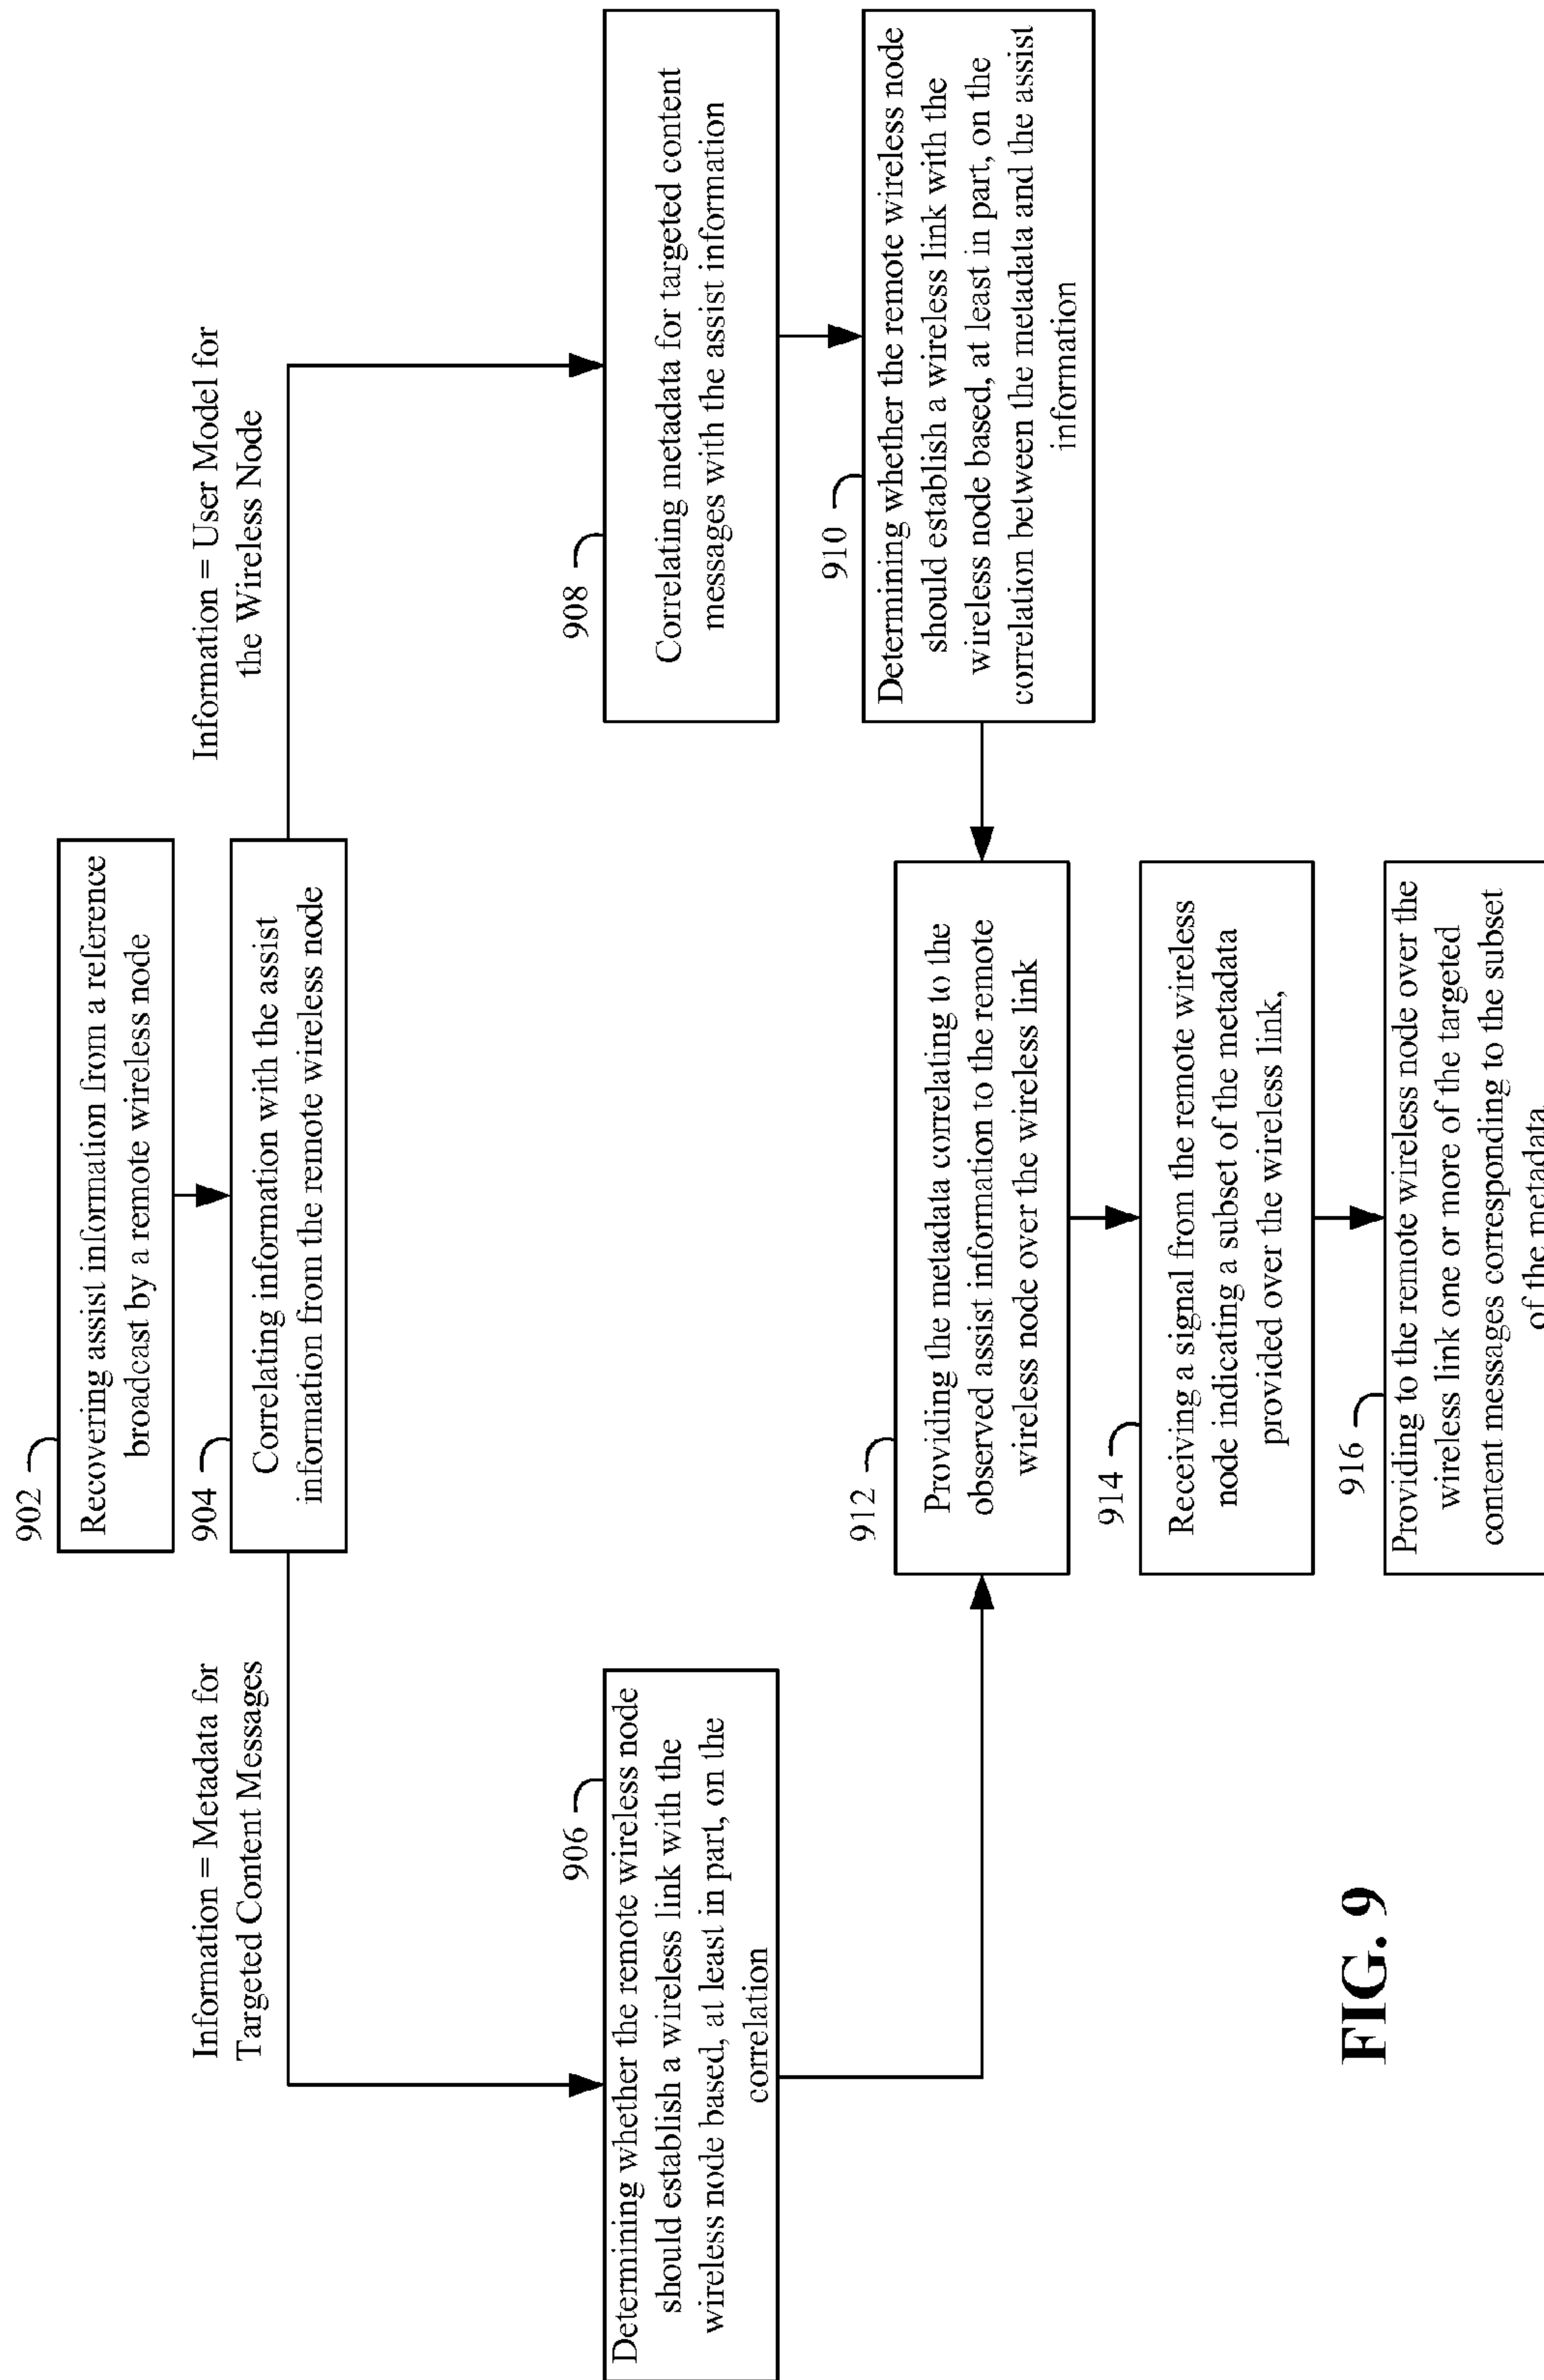 902
Recovering assist information from a reference
broadcast by a remote wireless node
904
Correlating information with the assist
information from the remote wireless node
Information = Metadata for
Targeted Content Messages
Information = User Model for
the Wireless Node
906
Determining whether the remote wireless node
should establish a wireless link with the
wireless node based, at least in part, on the
correlation
908
Correlating metadata for targeted content
messages with the assist information
910
Determining whether the remote wireless node
should establish a wireless link with the
wireless node based, at least in part, on the
correlation between the metadata and the assist
information
912
Providing the metadata correlating to the
observed assist information to the remote
wireless node over the wireless link
914
Receiving a signal from the remote wireless
node indicating a subset of the metadata
provided over the wireless link,
916
Providing to the remote wireless node over the
wireless link one or more of the targeted
content messages corresponding to the subset
of the metadata
FIG. 9